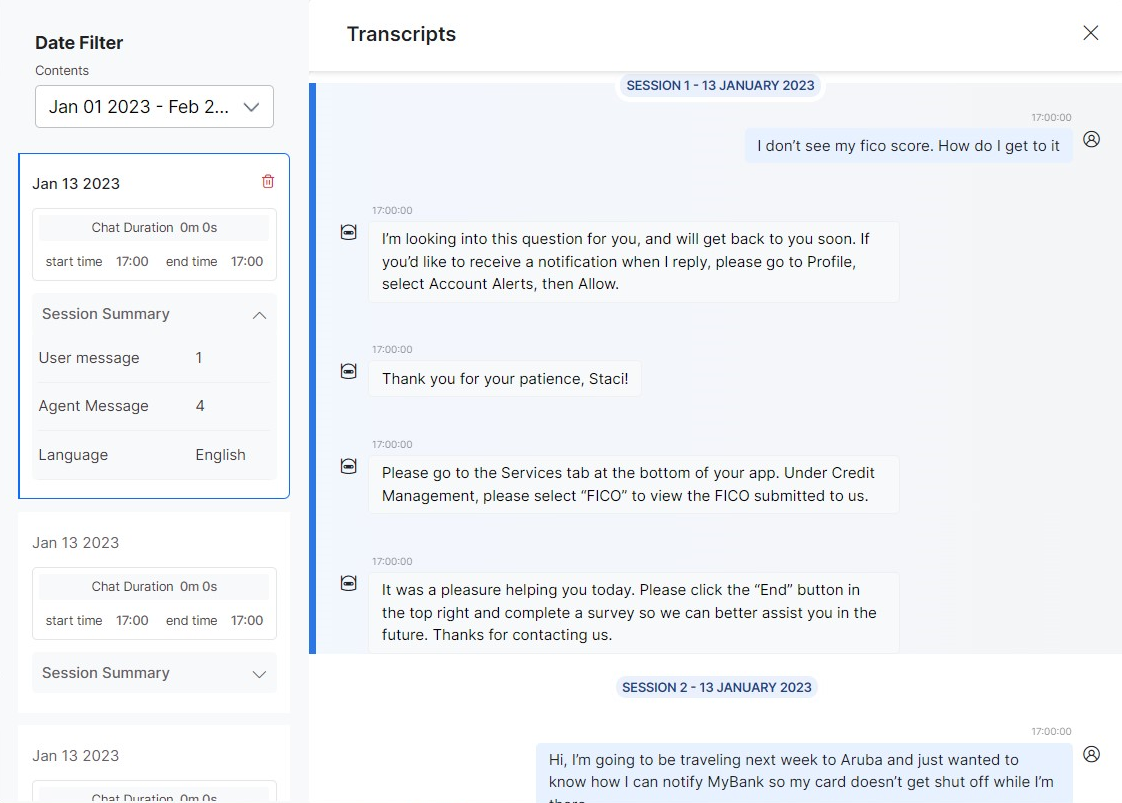 Date Filter
Contents
Jan 01 2023 - Feb 2...
Jan 13 2023
Chat Duration 0m 0s
start time 17:00 end time 17:00
Session Summary
User message 1
Agent Message 4
Language English
Jan 13 2023
Chat Duration 0m 0s
start time 17:00 end time 17:00
Session Summary
Jan 13 2023
Chat Duration 0m 0s
Transcripts
SESSION 1 - 13 JANUARY 2023
17:00:00
I don’t see my fico score. How do I get to it
17:00:00
I’m looking into this question for you, and will get back to you soon. If
you’d like to receive a notification when I reply, please go to Profile,
select Account Alerts, then Allow.
17:00:00
Thank you for your patience, Staci!
17:00:00
Please go to the Services tab at the bottom of your app. Under Credit
Management, please select “FICO” to view the FICO submitted to us.
17:00:00
It was a pleasure helping you today. Please click the “End” button in
the top right and complete a survey so we can better assist you in the
future. Thanks for contacting us.
SESSION 2 - 13 JANUARY 2023
17:00:00
Hi, I’m going to be traveling next week to Aruba and just wanted to
know how I can notify MyBank so my card doesn’t get shut off while I’m